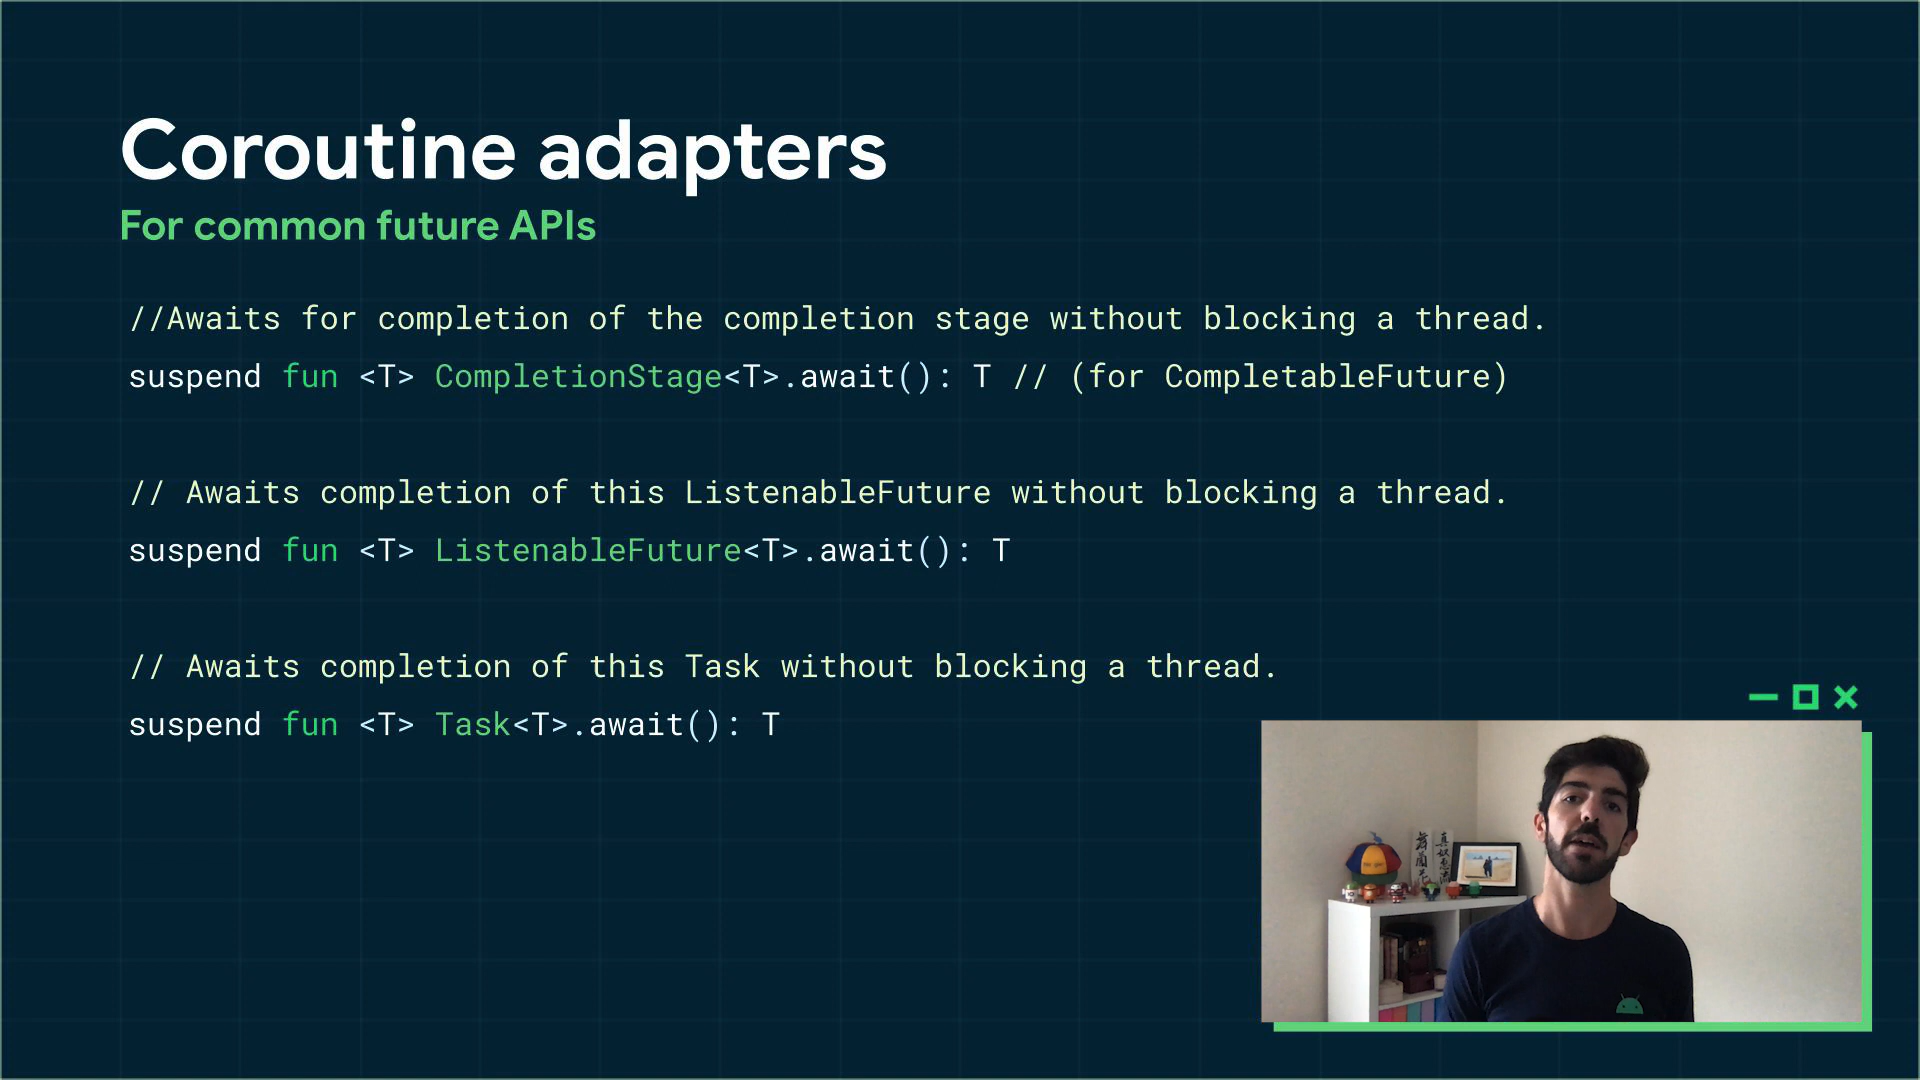 Coroutine adapters
For common future APIs
//Awaits for completion of the completion stage without blocking a thread.
suspend fun <T> CompletionStage<T>.await(): T // (for CompletableFuture)
// Awaits completion of this ListenableFuture without blocking a thread.
suspend fun <T> ListenableFuture<T>.await(): T
// Awaits completion of this Task without blocking a thread.
suspend fun <T> Task<T>.await(): T